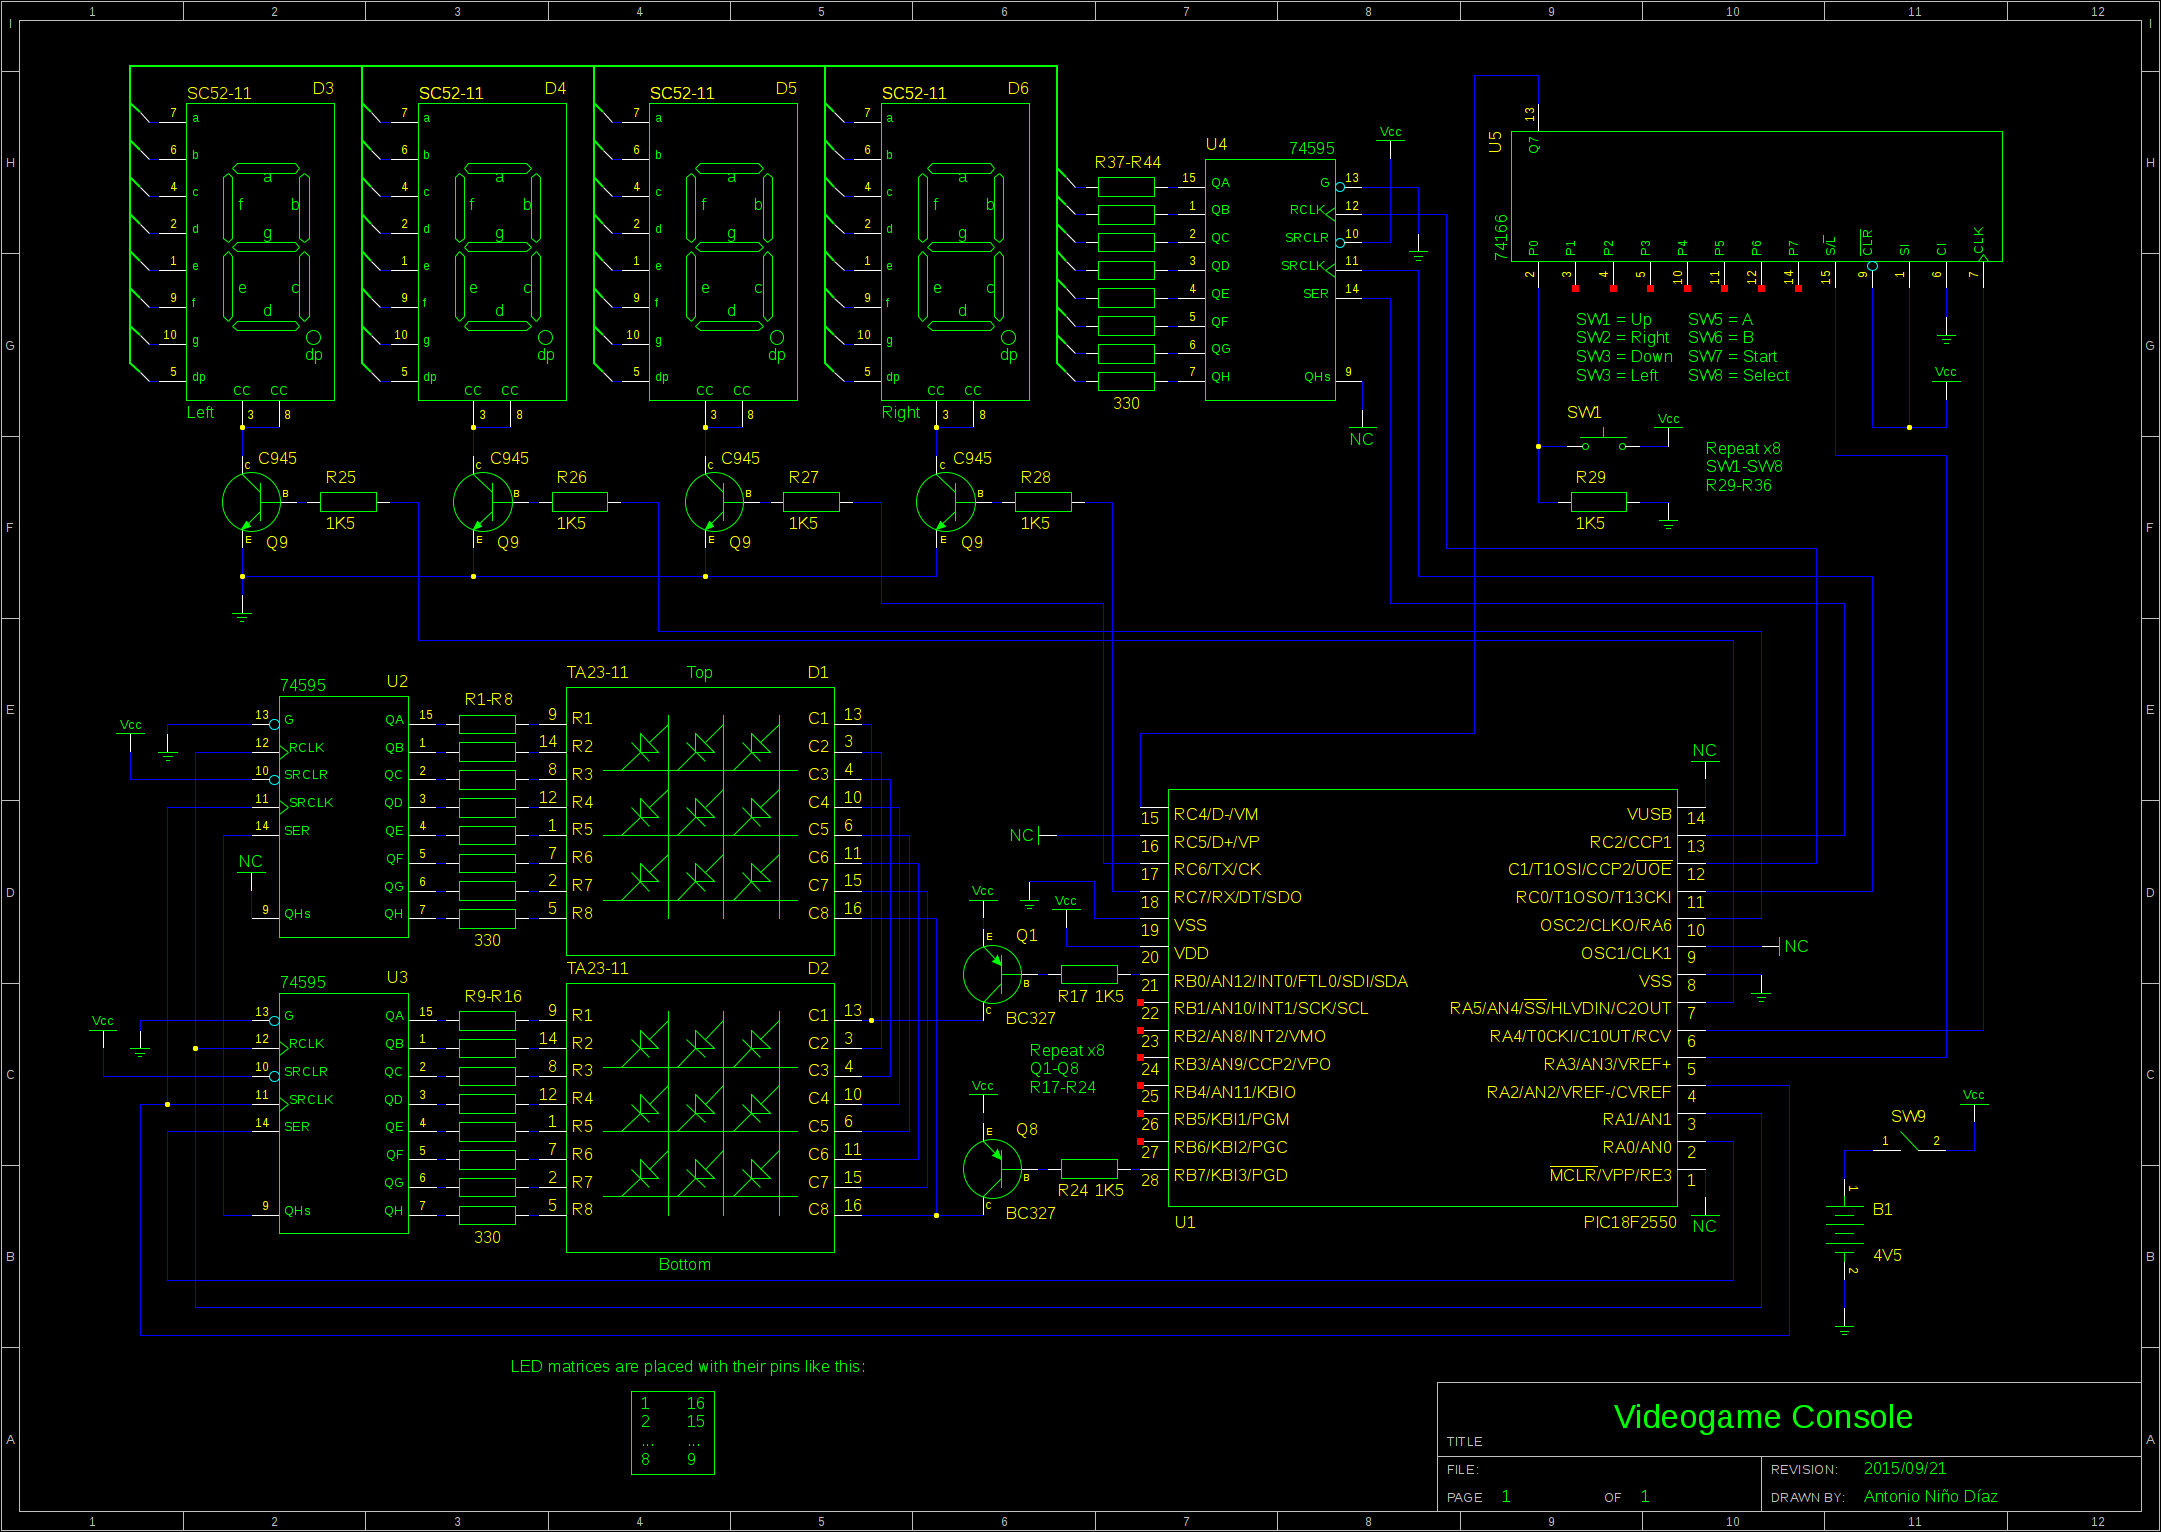 1 2 3 4 5 6 7 8 9 10 11 12
I H G F E D C B A
I H G F E D C B A
SC52-11 D3
7 a
6 b
4 c
2 d
1 e
9 f
10 g
5 dp
a
f b
g
e c
d
dp
CC CC
3 8
Left
SC52-11 D4
7 a
6 b
4 c
2 d
1 e
9 f
10 g
5 dp
a
f b
g
e c
d
dp
CC CC
3 8
SC52-11 D5
7 a
6 b
4 c
2 d
1 e
9 f
10 g
5 dp
a
f b
g
e c
d
dp
CC CC
3 8
SC52-11 D6
7 a
6 b
4 c
2 d
1 e
9 f
10 g
5 dp
a
f b
g
e c
d
dp
CC CC
3 8
Right
R37-R44
330
U4
74595
15 QA G 13
1 QB RCLK 12
2 QC SRCLR 10
3 QD SRCLK 11
4 QE SER 14
5 QF
6 QG
7 QH QHs 9
Vcc
NC
U5
74166
13
Q7
P0 P1 P2 P3 P4 P5 P6 P7 S/L CLR SI CI CLK
2 3 4 5 10 11 12 14 15 9 1 6 7
SW1 = Up SW5 = A
SW2 = Right SW6 = B
SW3 = Down SW7 = Start
SW3 = Left SW8 = Select
Vcc
SW1
Vcc
R29
1K5
Repeat x8
SW1-SW8
R29-R36
C C945
B
E Q9
R25
1K5
C C945
B
E Q9
R26
1K5
C C945
B
E Q9
R27
1K5
C C945
B
E Q9
R28
1K5
Vcc
74595 U2
13 G QA 15
12 RCLK QB 1
10 SRCLR QC 2
11 SRCLK QD 3
14 SER QE 4
QF 5
QG 6
9 QHs QH 7
NC
R1-R8
330
TA23-11 Top D1
9 R1 C1 13
14 R2 C2 3
8 R3 C3 4
12 R4 C4 10
1 R5 C5 6
7 R6 C6 11
2 R7 C7 15
5 R8 C8 16
Vcc
74595 U3
13 G QA 15
12 RCLK QB 1
10 SRCLR QC 2
11 SRCLK QD 3
14 SER QE 4
QF 5
QG 6
9 QHs QH 7
R9-R16
330
TA23-11 D2
9 R1 C1 13
14 R2 C2 3
8 R3 C3 4
12 R4 C4 10
1 R5 C5 6
7 R6 C6 11
2 R7 C7 15
5 R8 C8 16
Bottom
Vcc
E Q1
B
C
BC327
R17 1K5
Repeat x8
Q1-Q8
R17-R24
Vcc
E Q8
B
C
BC327
R24 1K5
NC
Vcc
NC
15 RC4/D-/VM VUSB 14
16 RC5/D+/VP RC2/CCP1 13
17 RC6/TX/CK C1/T1OSI/CCP2/UOE 12
18 RC7/RX/DT/SDO RC0/T1OSO/T13CKI 11
19 VSS OSC2/CLKO/RA6 10
20 VDD OSC1/CLK1 9
21 RB0/AN12/INT0/FTL0/SDI/SDA VSS 8
22 RB1/AN10/INT1/SCK/SCL RA5/AN4/SS/HLVDIN/C2OUT 7
23 RB2/AN8/INT2/VMO RA4/T0CKI/C1OUT/RCV 6
24 RB3/AN9/CCP2/VPO RA3/AN3/VREF+ 5
25 RB4/AN11/KBIO RA2/AN2/VREF-/CVREF 4
26 RB5/KBI1/PGM RA1/AN1 3
27 RB6/KBI2/PGC RA0/AN0 2
28 RB7/KBI3/PGD MCLR/VPP/RE3 1
U1 PIC18F2550
NC
NC
SW9
Vcc
1 2
1
B1
4V5
2
LED matrices are placed with their pins like this:
1 16
2 15
... ...
8 9
Videogame Console
TITLE
FILE:
PAGE 1 OF 1
REVISION: 2015/09/21
DRAWN BY: Antonio Niño Díaz
1 2 3 4 5 6 7 8 9 10 11 12